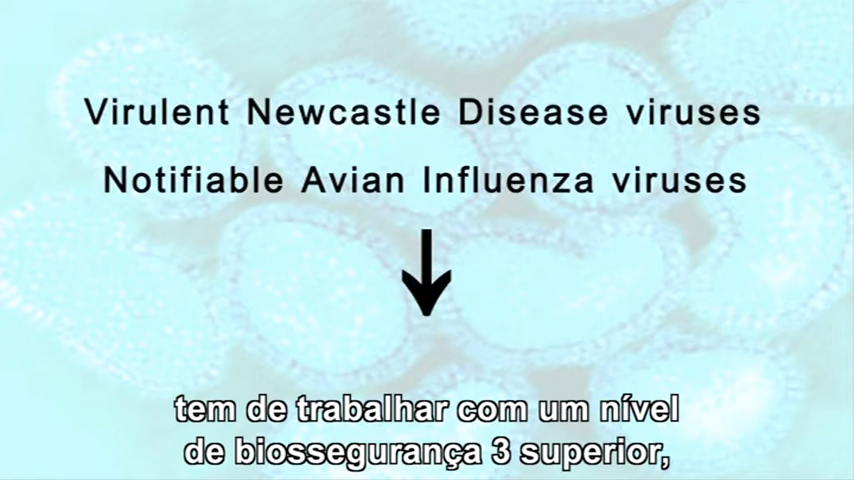 Virulent Newcastle Disease viruses
Notifiable Avian Influenza viruses
tem de trabalhar com um nível
de biossegurança 3 superior,